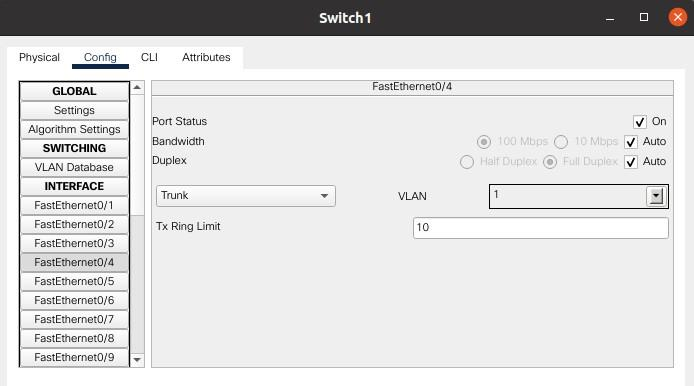 Switch1
Physical Config CLI Attributes
GLOBAL
Settings
Algorithm Settings
SWITCHING
VLAN Database
INTERFACE
FastEthernet0/1
FastEthernet0/2
FastEthernet0/3
FastEthernet0/4
FastEthernet0/5
FastEthernet0/6
FastEthernet0/7
FastEthernet0/8
FastEthernet0/9
FastEthernet0/4
Port Status On
Bandwidth 100 Mbps 10 Mbps Auto
Duplex Half Duplex Full Duplex Auto
Trunk VLAN 1
Tx Ring Limit 10